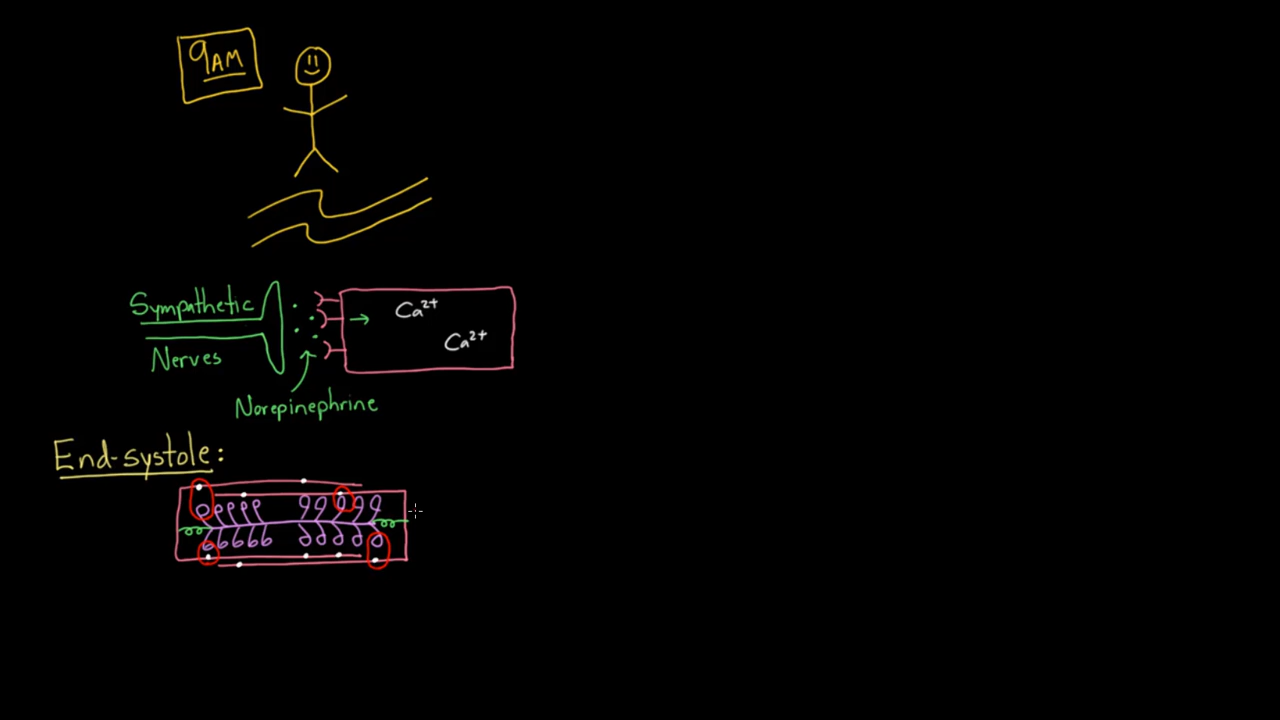 9AM
Sympathetic
Nerves
Ca²⁺
Ca²⁺
Norepinephrine
End-systole: